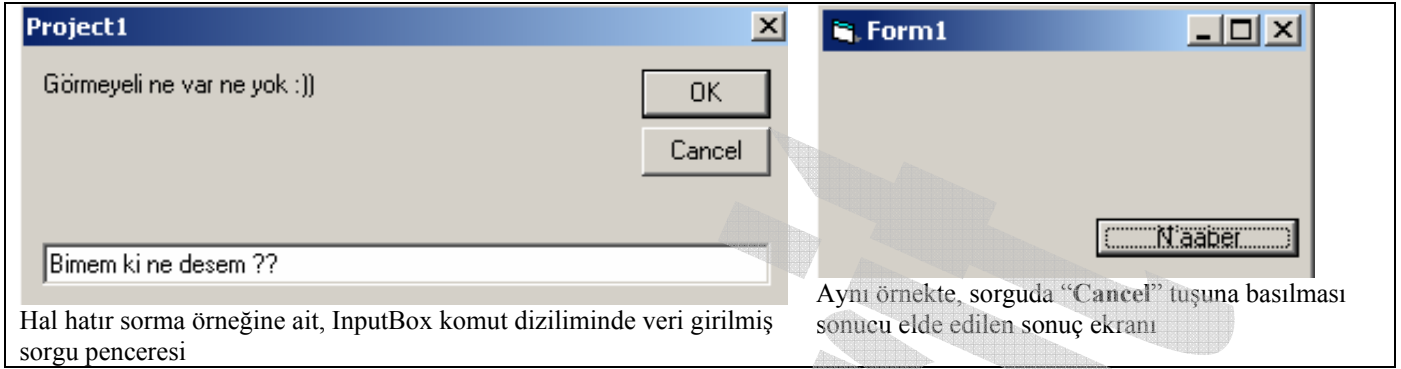 Project1
Görmeyeli ne var ne yok :))
OK
Cancel
Bimem ki ne desem ??
Hal hatır sorma örneğine ait, InputBox komut diziliminde veri girilmiş
sorgu penceresi
Form1
N'aaber
Aynı örnekte, sorguda “Cancel” tuşuna basılması
sonucu elde edilen sonuç ekranı